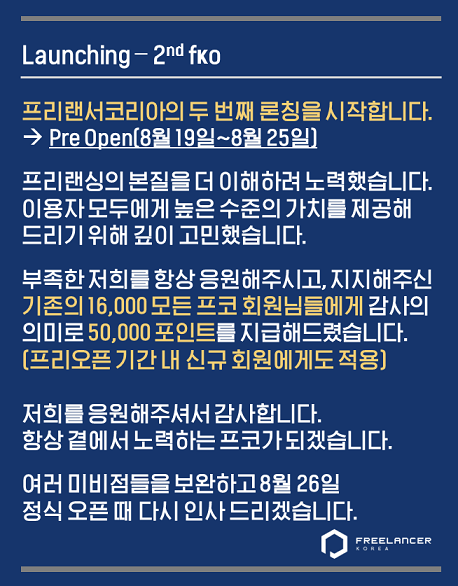 Launching – 2nd fĸo
프리랜서코리아의 두 번째 론칭을 시작합니다.
→ Pre Open(8월 19일~8월 25일)
프리랜싱의 본질을 더 이해하려 노력했습니다.
이용자 모두에게 높은 수준의 가치를 제공해
드리기 위해 깊이 고민했습니다.
부족한 저희를 항상 응원해주시고, 지지해주신
기존의 16,000 모든 프코 회원님들에게 감사의
의미로 50,000 포인트를 지급해드렸습니다.
(프리오픈 기간 내 신규 회원에게도 적용)
저희를 응원해주셔서 감사합니다.
항상 곁에서 노력하는 프코가 되겠습니다.
여러 미비점들을 보완하고 8월 26일
정식 오픈 때 다시 인사 드리겠습니다.
FREELANCER
KOREA